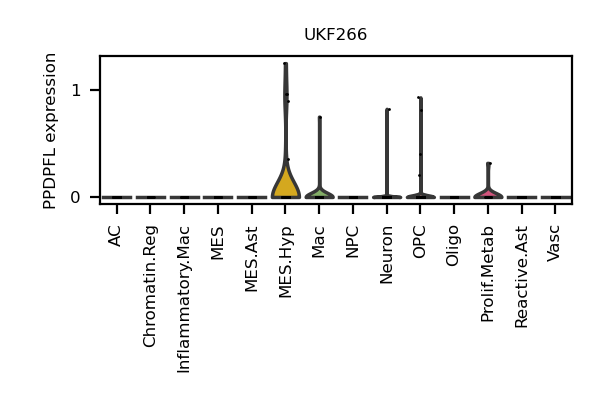 UKF266
PPDPFL expression
1
0
AC
Chromatin.Reg
Inflammatory.Mac
MES
MES.Ast
MES.Hyp
Mac
NPC
Neuron
OPC
Oligo
Prolif.Metab
Reactive.Ast
Vasc